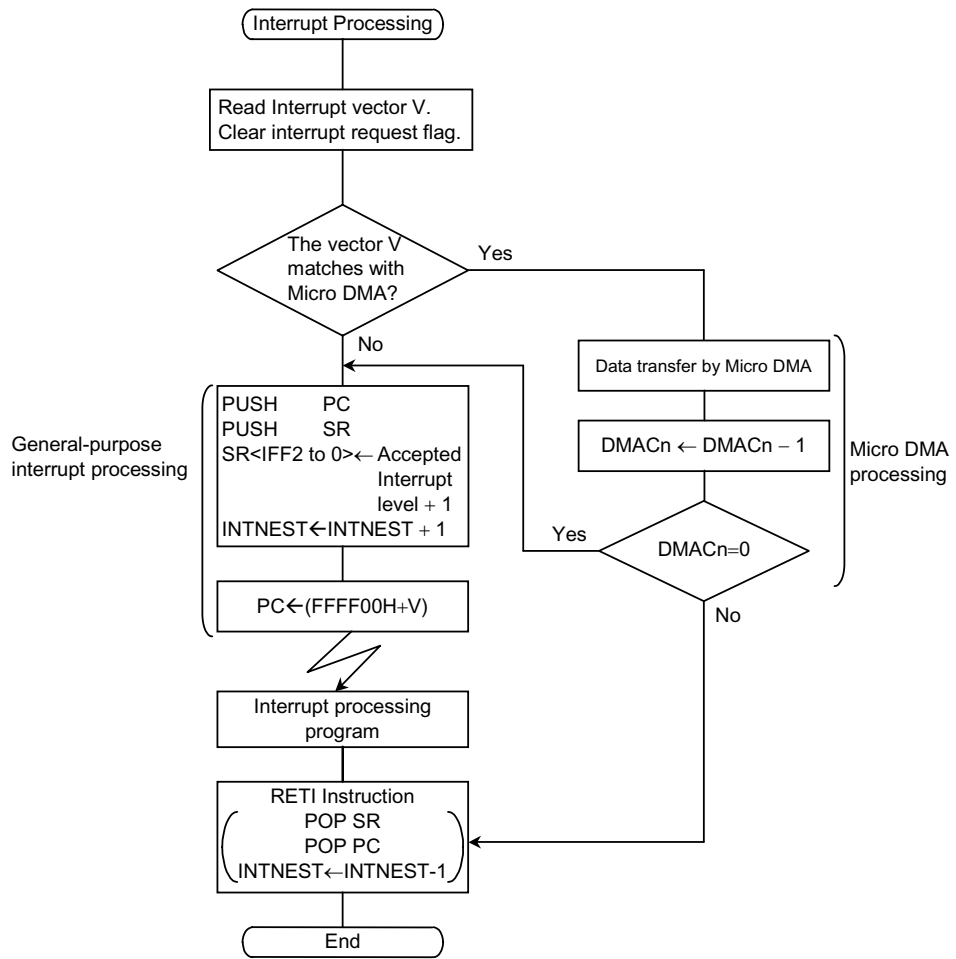 Interrupt Processing
Read Interrupt vector V.
Clear interrupt request flag.
The vector V
matches with
Micro DMA?
Yes
No
Data transfer by Micro DMA
DMACn ← DMACn − 1
Micro DMA
processing
DMACn=0
Yes
No
General-purpose
interrupt processing
PUSH PC
PUSH SR
SR<IFF2 to 0>← Accepted
Interrupt
level + 1
INTNEST←INTNEST + 1
PC←(FFFF00H+V)
Interrupt processing
program
RETI Instruction
POP SR
POP PC
INTNEST←INTNEST-1
End